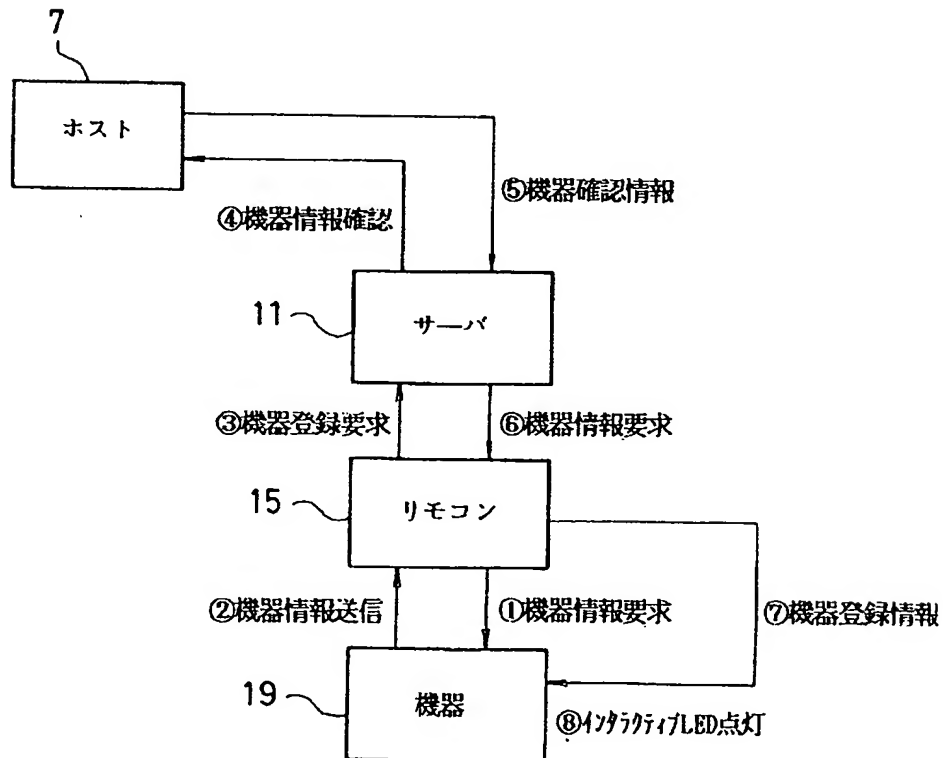 7
ホスト
⑤機器確認情報
④機器情報確認
11
サーバ
③機器登録要求
⑥機器情報要求
15
リモコン
②機器情報送信
①機器情報要求
⑦機器登録情報
19
機器
⑧インタラクティブLED点灯